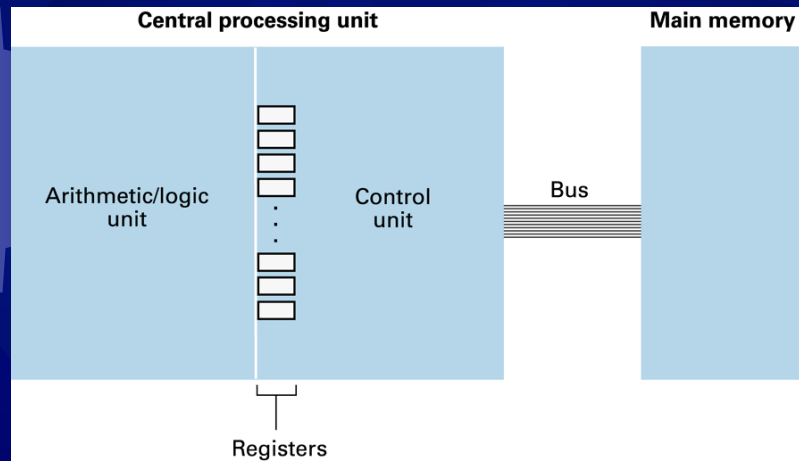 Central processing unit
Main memory
Arithmetic/logic
unit
Control
unit
Bus
Registers